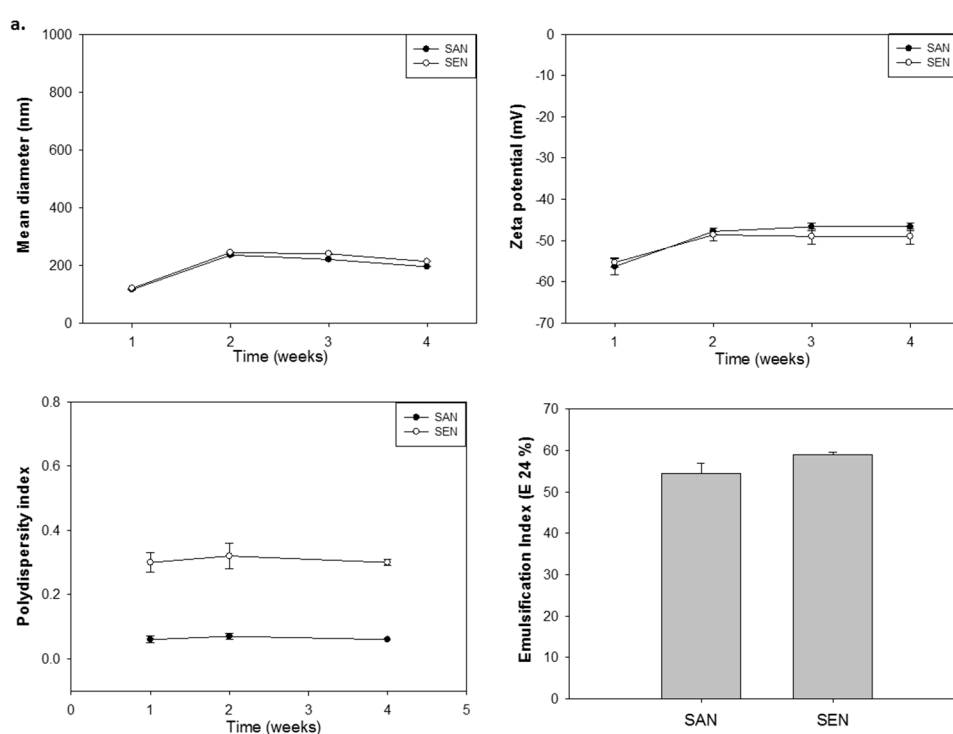 a.
1000
800
600
400
200
0
Mean diameter (nm)
SAN
SEN
1 2 3 4
Time (weeks)
0
-10
-20
-30
-40
-50
-60
-70
Zeta potential (mV)
SAN
SEN
1 2 3 4
Time (weeks)
0.8
0.6
0.4
0.2
0.0
Polydispersity index
SAN
SEN
0 1 2 3 4 5
Time (weeks)
70
60
50
40
30
20
10
0
Emulsification Index (E 24 %)
SAN SEN